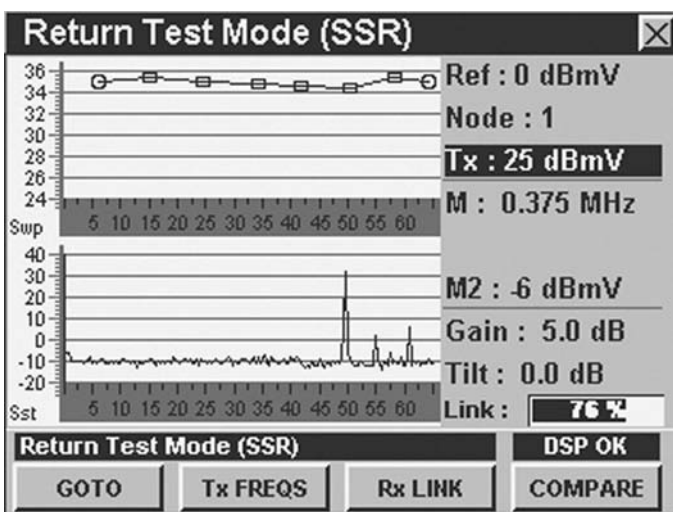 Return Test Mode (SSR)
36
34
32
30
28
26
24
Swp
5 10 15 20 25 30 35 40 45 50 55 60
40
30
20
10
0
-10
-20
Sst
5 10 15 20 25 30 35 40 45 50 55 60
Ref : 0 dBmV
Node : 1
Tx : 25 dBmV
M : 0.375 MHz
M2 : -6 dBmV
Gain : 5.0 dB
Tilt : 0.0 dB
Link : 76 %
Return Test Mode (SSR) DSP OK
GOTO Tx FREQS Rx LINK COMPARE